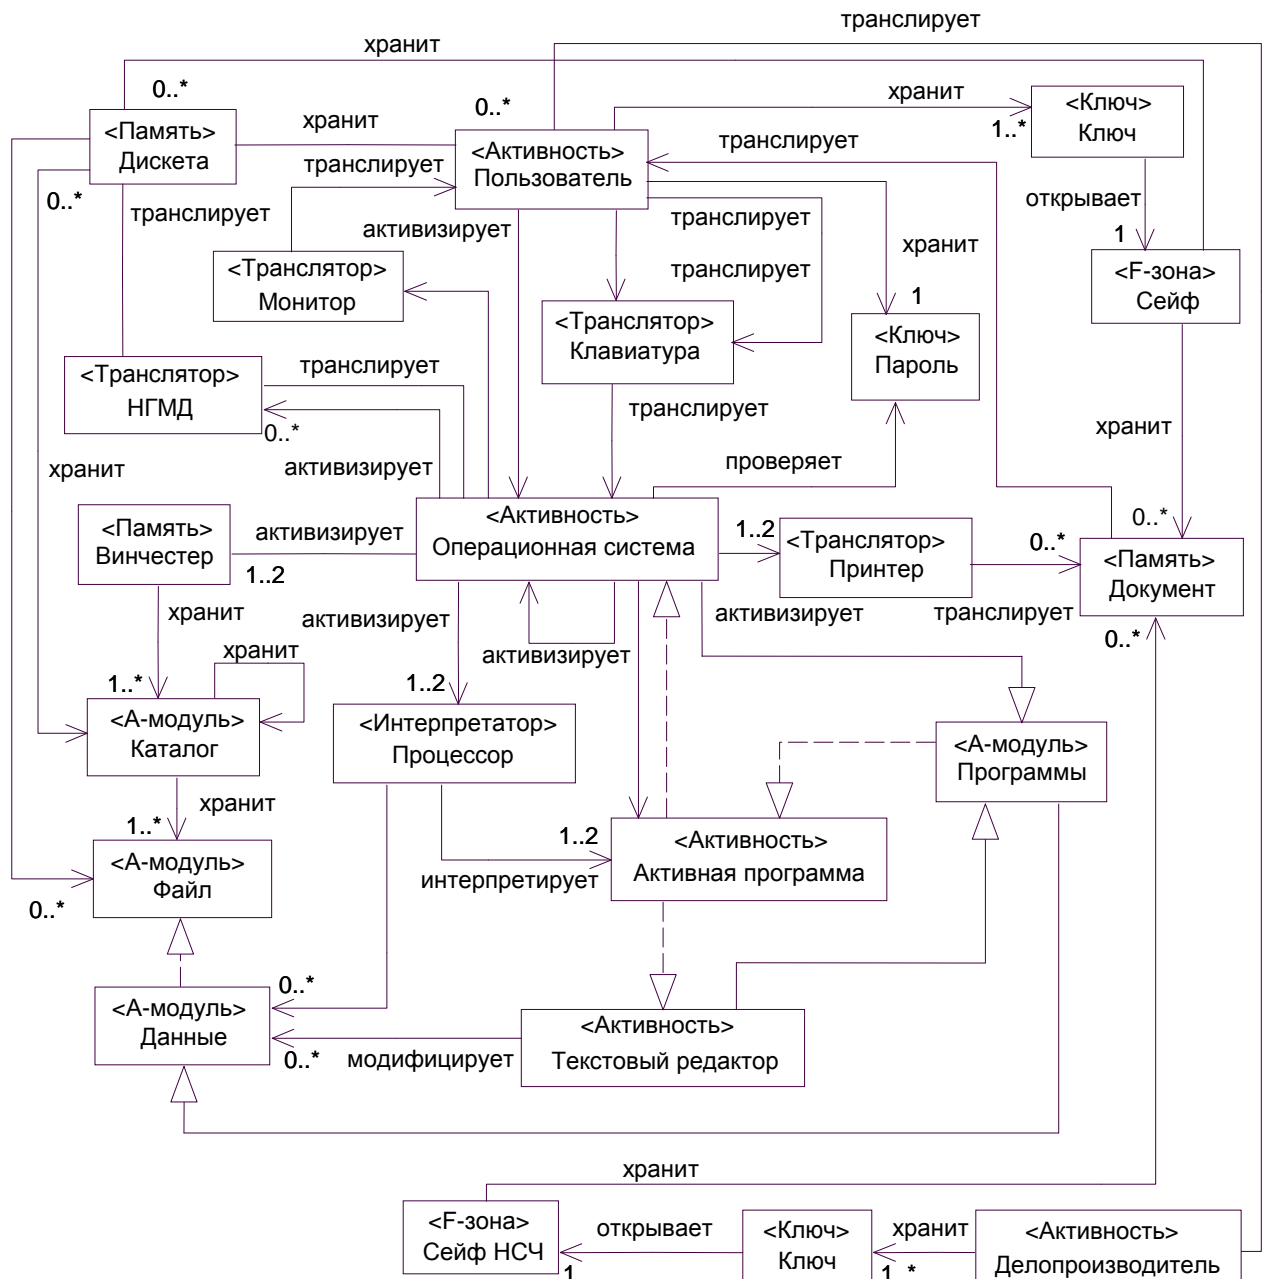 транслирует
хранит
0..*
0..*
хранит
<Ключ>
Ключ
1..*
<Память>
Дискета
хранит
<Активность>
Пользователь
транслирует
транслирует
0..*
транслирует
активизирует
транслирует
открывает
1
хранит
<Транслятор>
Монитор
транслирует
<F-зона>
Сейф
1
<Транслятор>
Клавиатура
<Ключ>
Пароль
<Транслятор>
НГМД
транслирует
0..*
транслирует
хранит
хранит
активизирует
проверяет
<Память>
Винчестер
активизирует
1..2
<Активность>
Операционная система
1..2
<Транслятор>
Принтер
0..*
0..*
<Память>
Документ
хранит
активизирует
активизирует
транслирует
0..*
хранит
активизирует
1..*
1..2
<А-модуль>
Каталог
<Интерпретатор>
Процессор
<А-модуль>
Программы
хранит
1..*
1..2
<Активность>
Активная программа
<А-модуль>
Файл
интерпретирует
0..*
0..*
<А-модуль>
Данные
<Активность>
Текстовый редактор
0..*
модифицирует
хранит
<F-зона>
Сейф НСЧ
открывает
1
<Ключ>
Ключ
хранит
1..*
<Активность>
Делопроизводитель